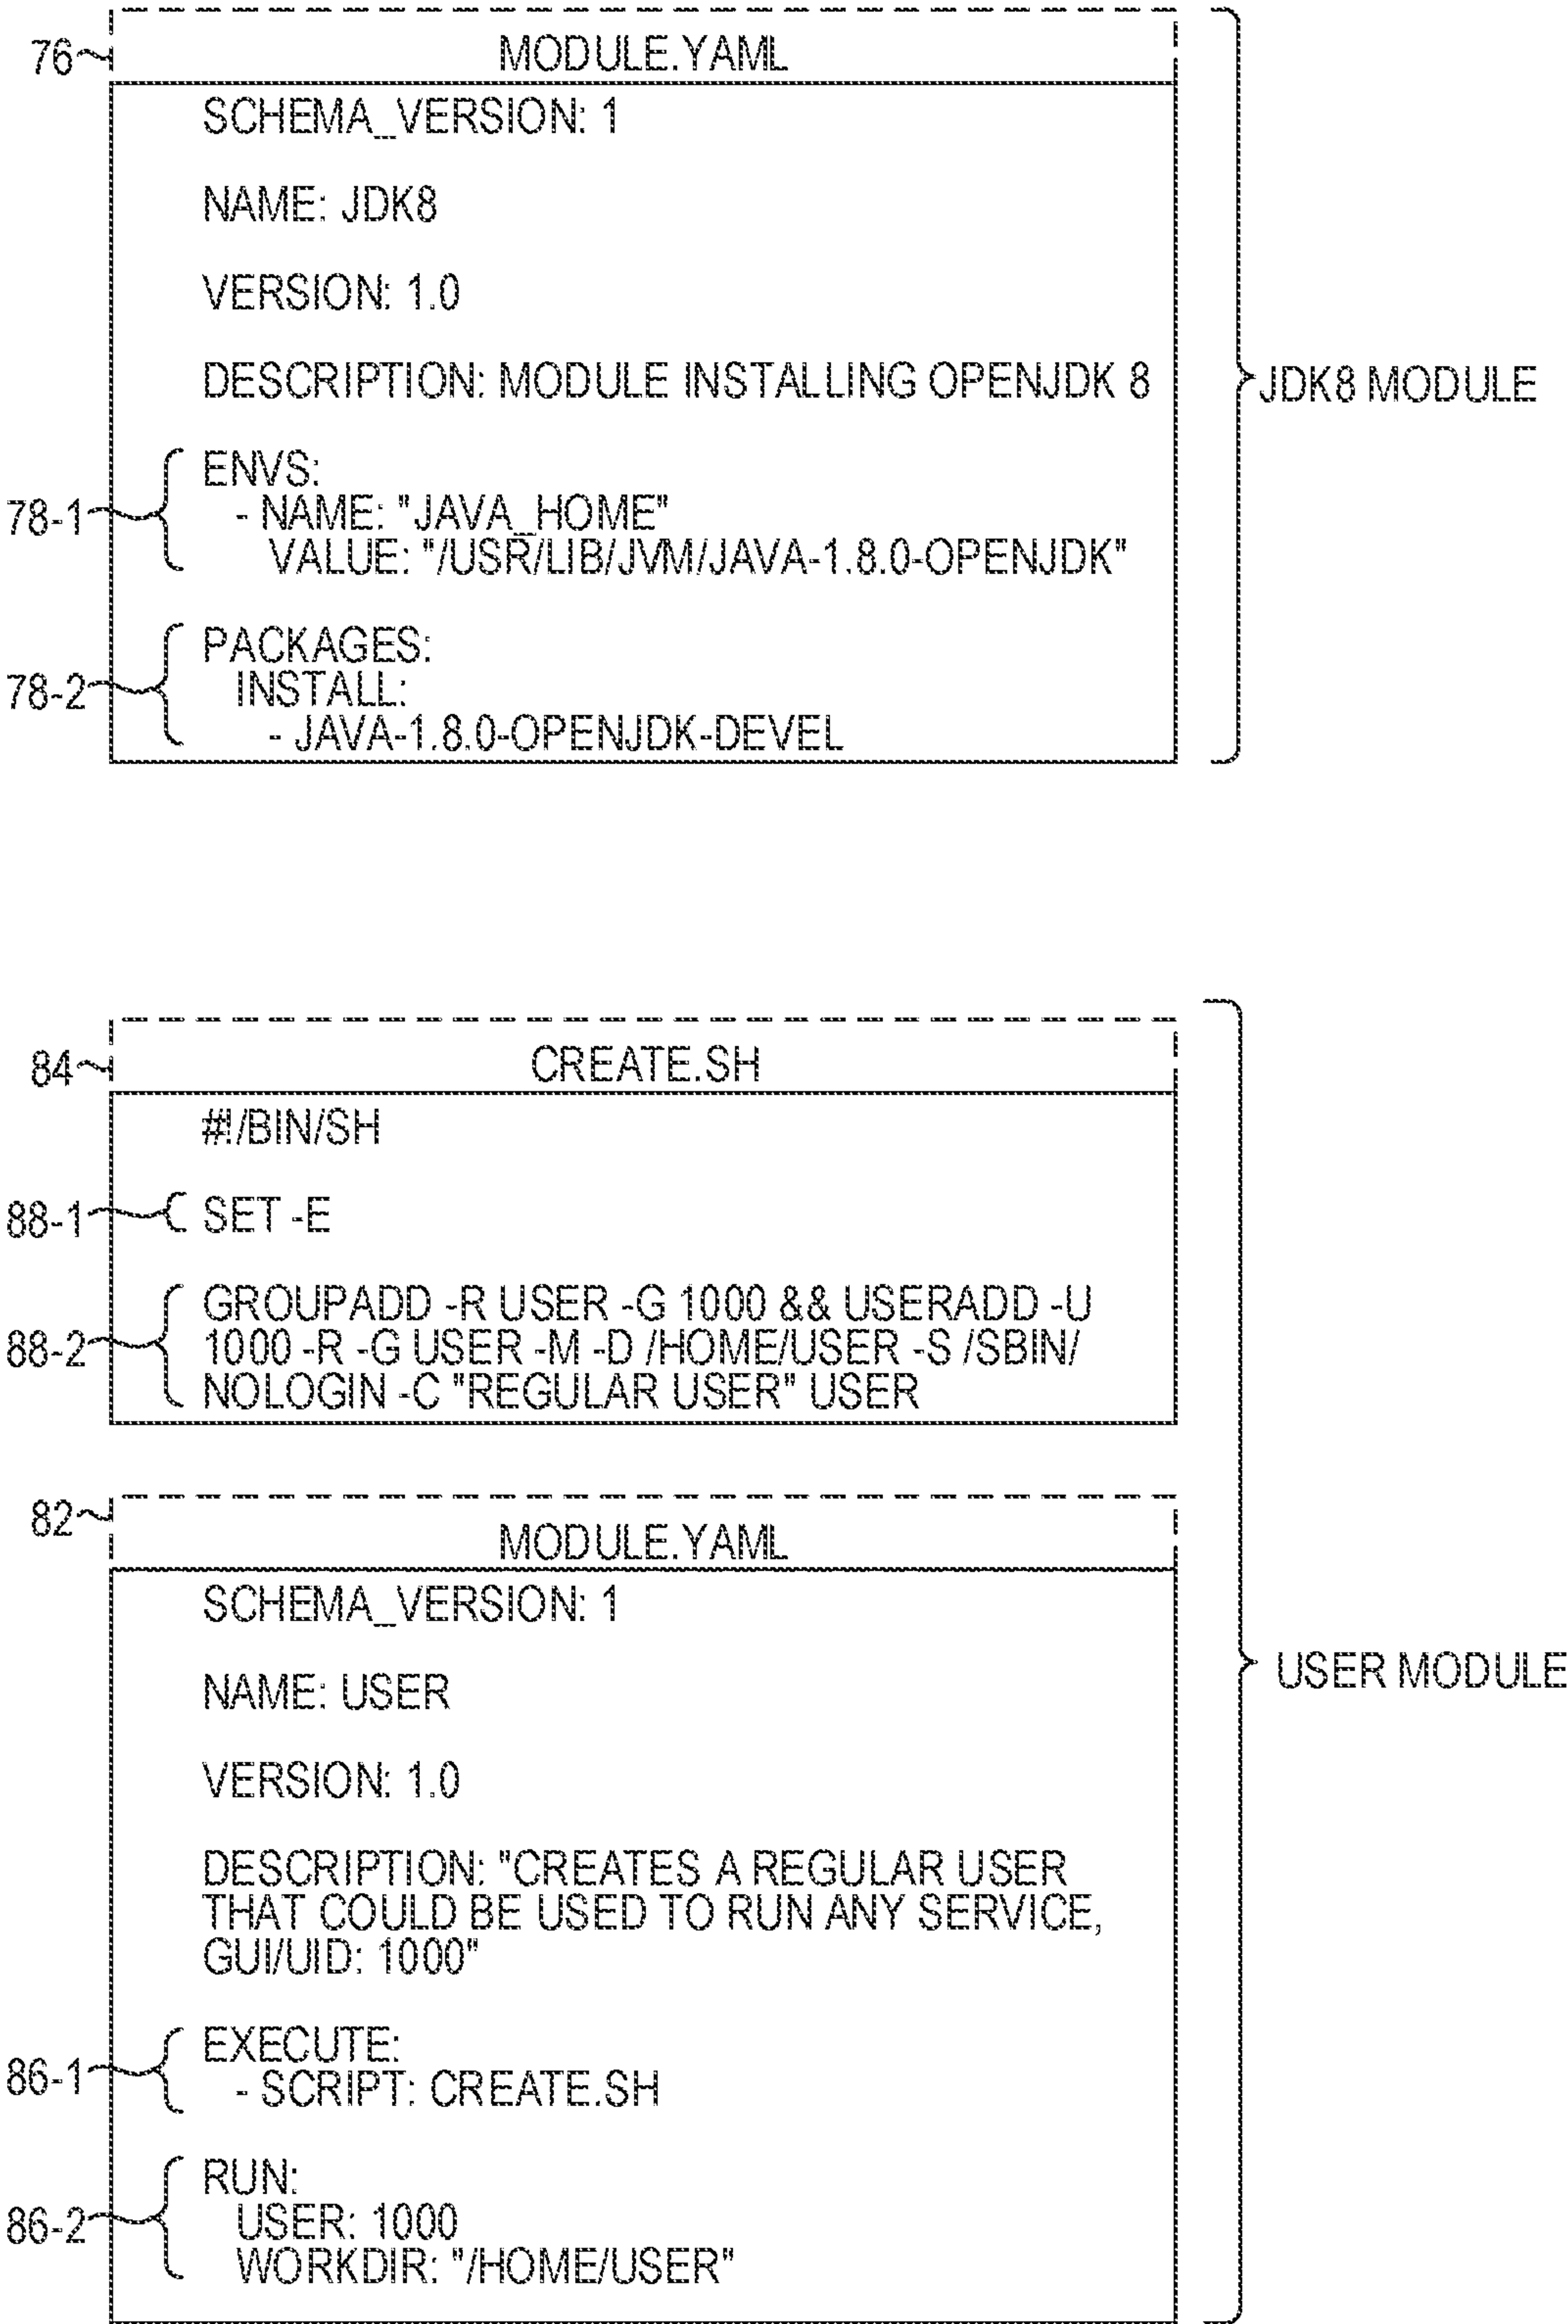 76
MODULE.YAML
SCHEMA_VERSION: 1
NAME: JDK8
VERSION: 1.0
DESCRIPTION: MODULE INSTALLING OPENJDK 8
JDK8 MODULE
78-1
ENVS:
- NAME: "JAVA_HOME"
VALUE: "/USR/LIB/JVM/JAVA-1.8.0-OPENJDK"
78-2
PACKAGES:
INSTALL:
- JAVA-1.8.0-OPENJDK-DEVEL
84
CREATE.SH
#!/BIN/SH
88-1
SET -E
88-2
GROUPADD -R USER -G 1000 && USERADD -U
1000 -R -G USER -M -D /HOME/USER -S /SBIN/
NOLOGIN -C "REGULAR USER" USER
82
MODULE.YAML
SCHEMA_VERSION: 1
NAME: USER
USER MODULE
VERSION: 1.0
DESCRIPTION: "CREATES A REGULAR USER
THAT COULD BE USED TO RUN ANY SERVICE,
GUI/UID: 1000"
86-1
EXECUTE:
- SCRIPT: CREATE.SH
86-2
RUN:
USER: 1000
WORKDIR: "/HOME/USER"